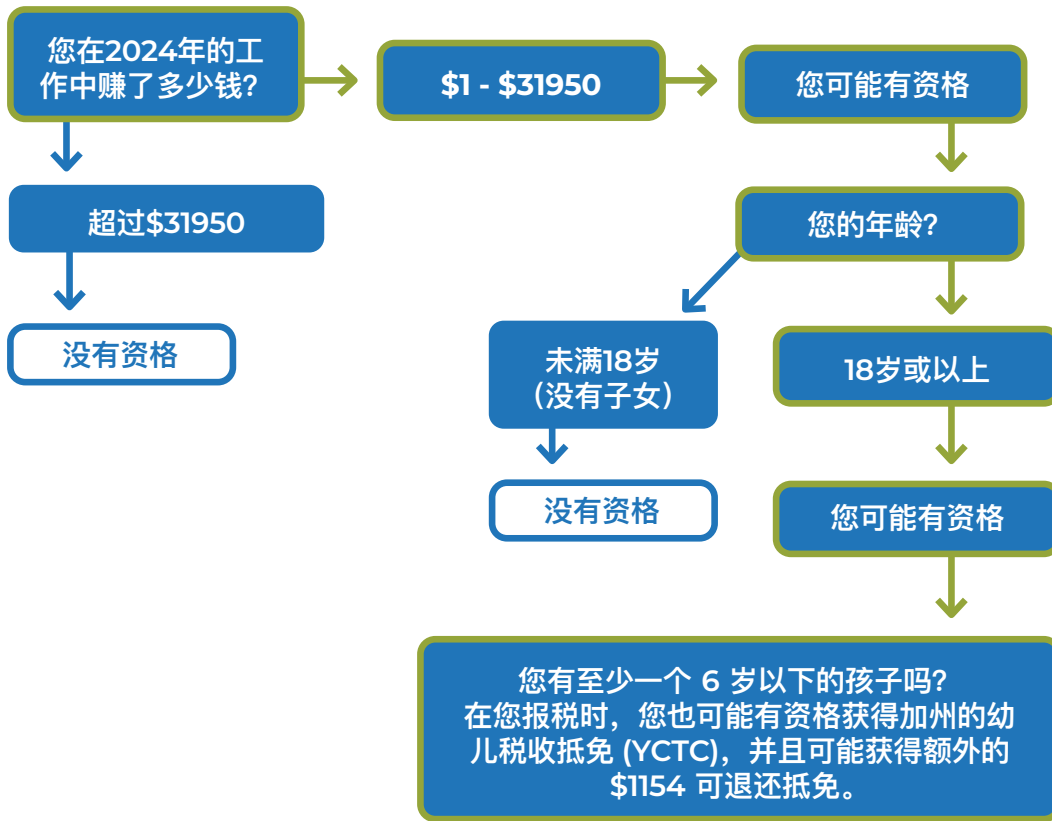 您在2024年的工
作中赚了多少钱?
$1 - $31950
您可能有资格
超过$31950
没有资格
您的年龄?
未满18岁
（没有子女）
没有资格
18岁或以上
您可能有资格
您有至少一个 6 岁以下的孩子吗?
在您报税时，您也可能有资格获得加州的幼
儿税收抵免 (YCTC)，并且可能获得额外的
$1154 可退还抵免。